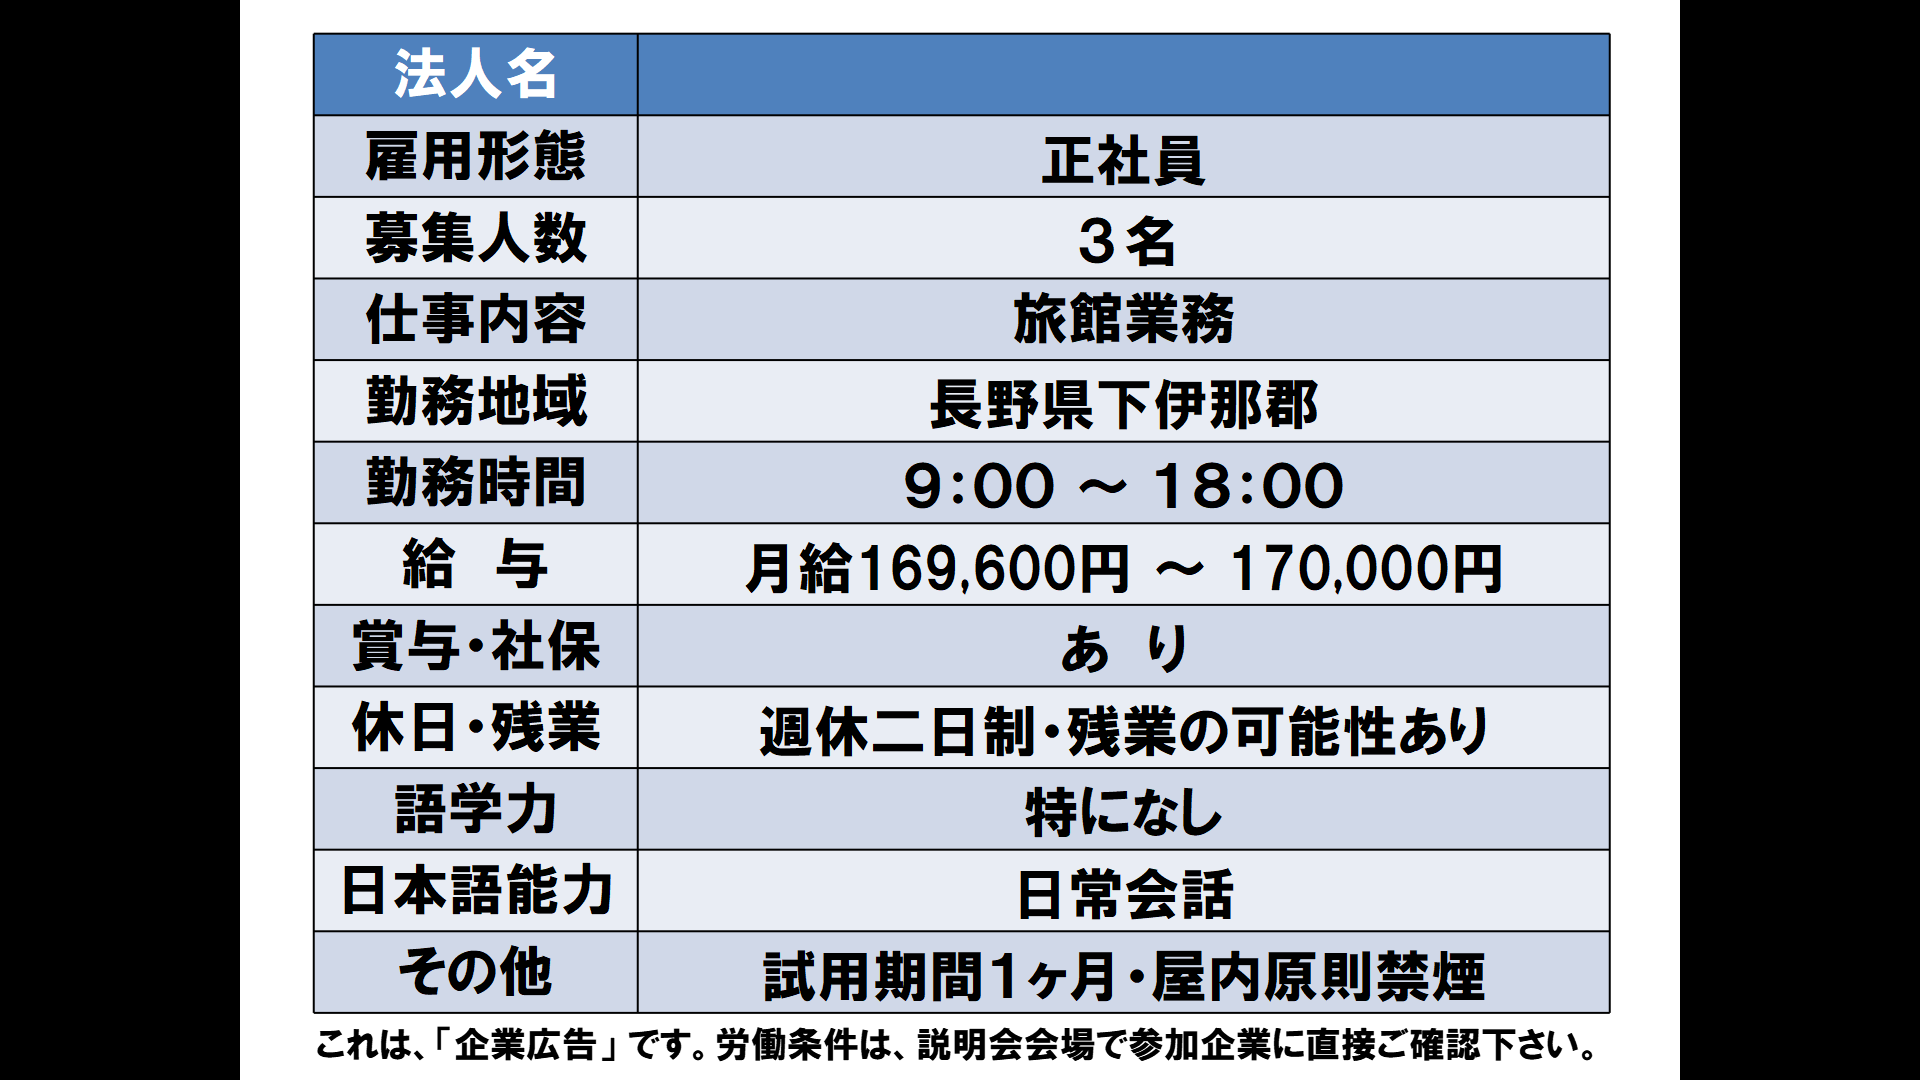 法人名
雇用形態 正社員
募集人数 ３名
仕事内容 旅館業務
勤務地域 長野県下伊那郡
勤務時間 ９：００ ～ １８：００
給　与 月給169,600円 ～ 170,000円
賞与・社保 あ　り
休日・残業 週休二日制・残業の可能性あり
語学力 特になし
日本語能力 日常会話
その他 試用期間１ヶ月・屋内原則禁煙
これは、「企業広告」です。労働条件は、説明会会場で参加企業に直接ご確認下さい。